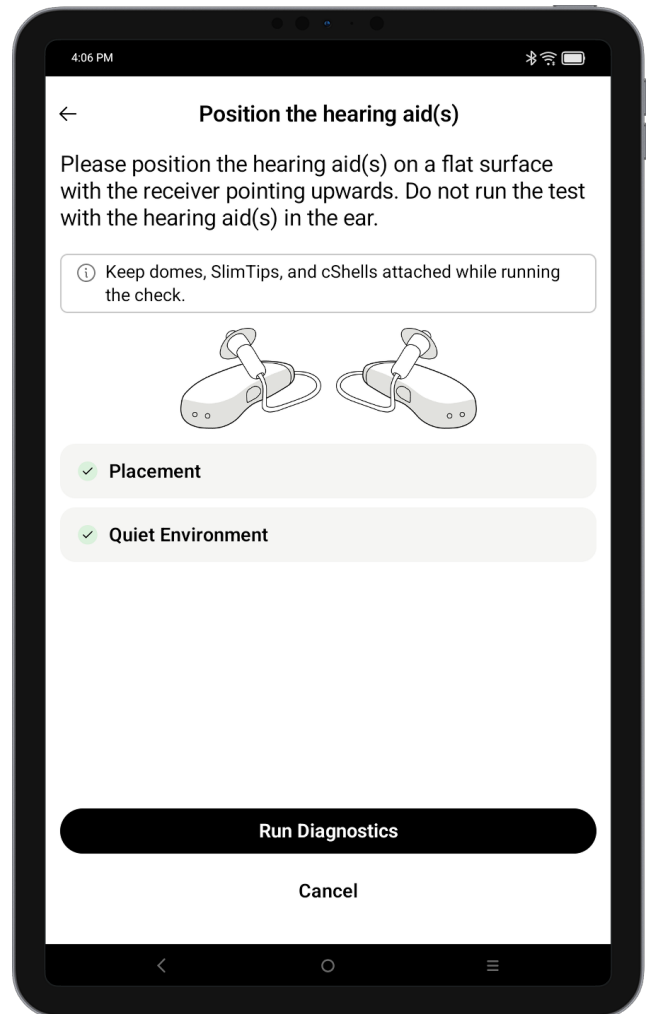 4:06 PM
Position the hearing aid(s)
Please position the hearing aid(s) on a flat surface
with the receiver pointing upwards. Do not run the test
with the hearing aid(s) in the ear.
Keep domes, SlimTips, and cShells attached while running
the check.
Placement
Quiet Environment
Run Diagnostics
Cancel